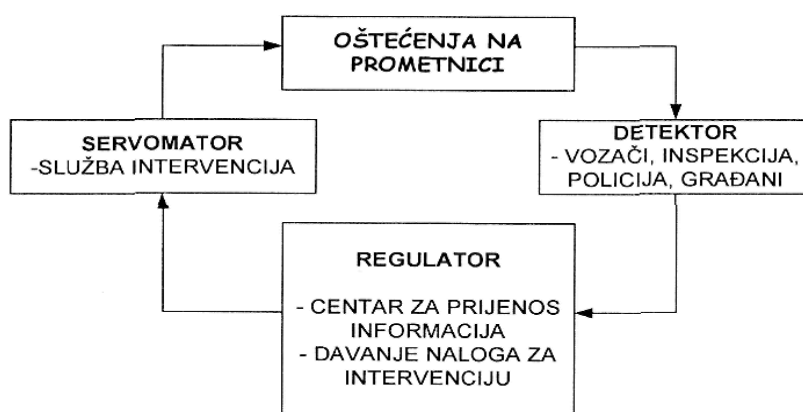 OŠTEĆENJA NA
PROMETNICI
SERVOMATOR
-SLUŽBA INTERVENCIJA
DETEKTOR
- VOZAČI, INSPEKCIJA,
POLICIJA, GRAĐANI
REGULATOR
- CENTAR ZA PRIJENOS
INFORMACIJA
- DAVANJE NALOGA ZA
INTERVENCIJU